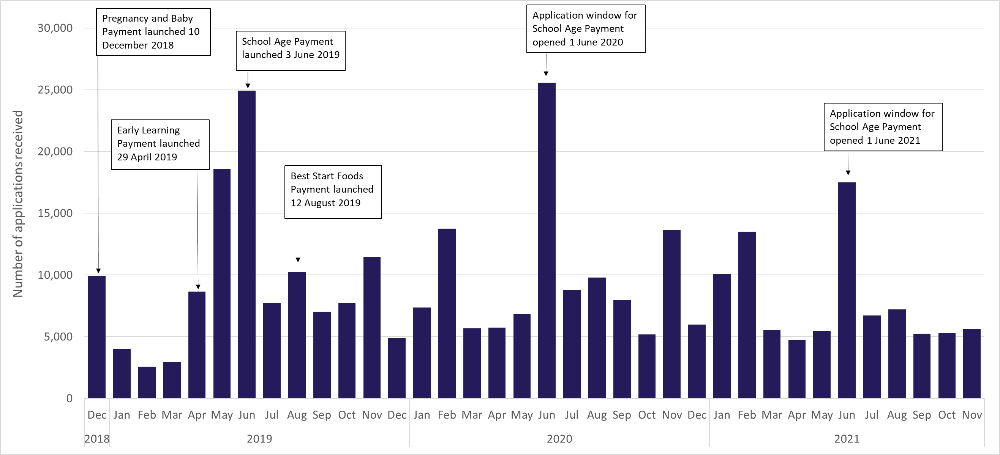 Pregnancy and Baby
Payment launched 10
December 2018
School Age Payment
launched 3 June 2019
Application window for
School Age Payment
opened 1 June 2020
Early Learning
Payment launched
29 April 2019
Best Start Foods
Payment launched
12 August 2019
Application window for
School Age Payment
opened 1 June 2021
Number of applications received
30,000
25,000
20,000
15,000
10,000
5,000
0
Dec Jan Feb Mar Apr May Jun Jul Aug Sep Oct Nov Dec Jan Feb Mar Apr May Jun Jul Aug Sep Oct Nov Dec Jan Feb Mar Apr May Jun Jul Aug Sep Oct Nov
2018 2019 2020 2021